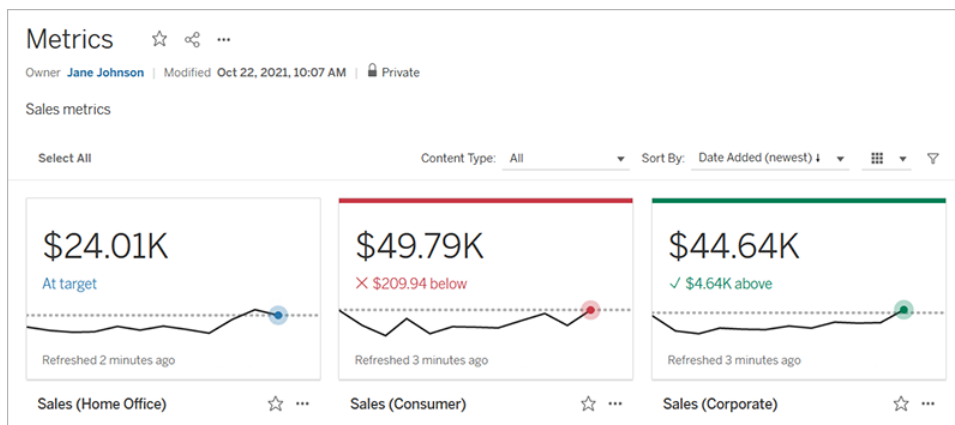 Metrics
Owner Jane Johnson | Modified Oct 22, 2021, 10:07 AM | Private
Sales metrics
Select All Content Type: All Sort By: Date Added (newest) ↓
$24.01K $49.79K $44.64K
At target × $209.94 below ✓ $4.64K above
Refreshed 2 minutes ago Refreshed 3 minutes ago Refreshed 3 minutes ago
Sales (Home Office) Sales (Consumer) Sales (Corporate)